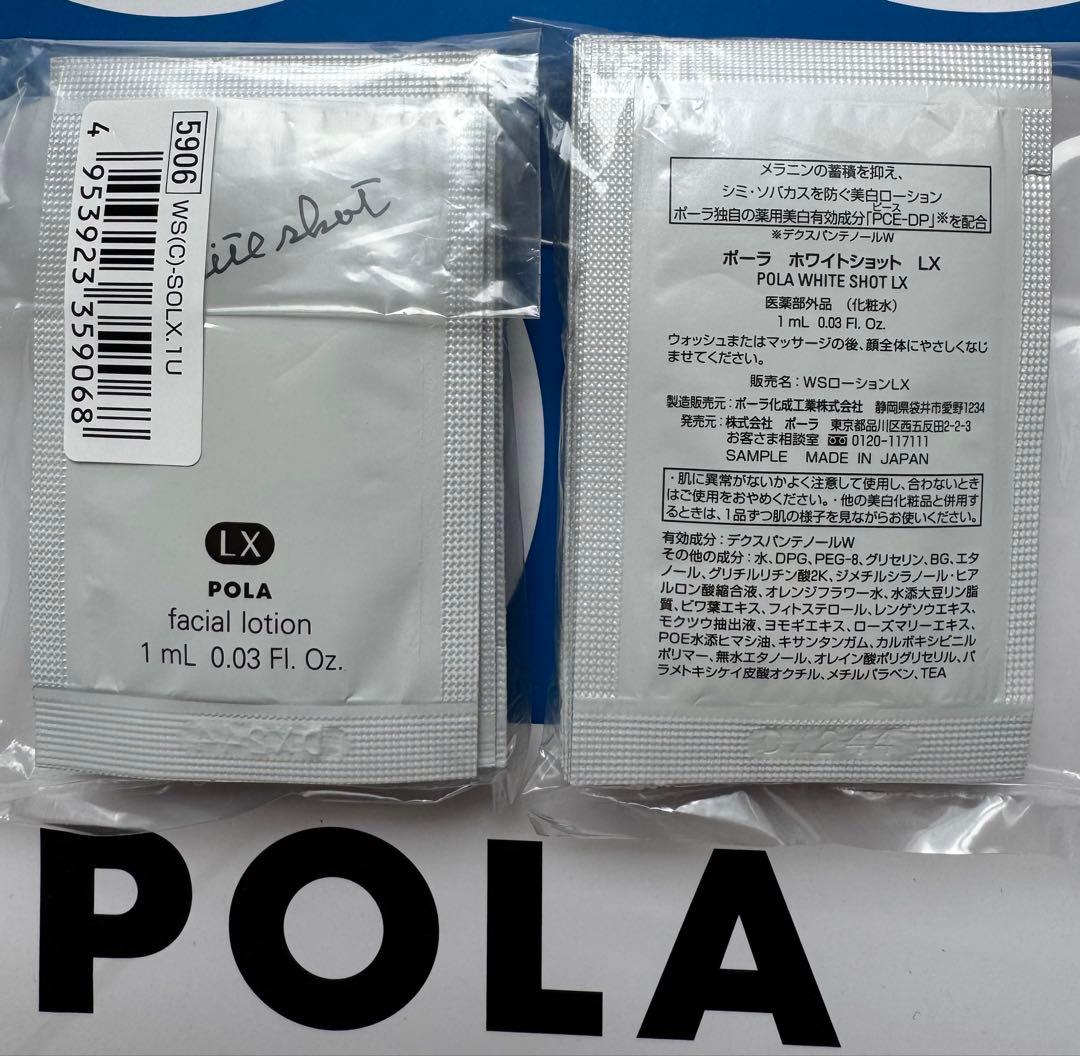 5906 WS(C)-SOLX.1U
4 953923 359068
ite shot
LX
POLA
facial lotion
1 mL 0.03 Fl. Oz.
メラニンの蓄積を抑え、
シミ・ソバカスを防ぐ美白ローション
ピース
ポーラ独自の薬用美白有効成分「PCE-DP」※を配合
※デクスパンテノールW
ポーラ ホワイトショット LX
POLA WHITE SHOT LX
医薬部外品 (化粧水)
1 mL 0.03 Fl. Oz.
ウォッシュまたはマッサージの後、顔全体にやさしくなじ
ませてください。
販売名:WSローションLX
製造販売元:ポーラ化成工業株式会社 静岡県袋井市愛野1234
発売元:株式会社 ポーラ 東京都品川区西五反田2-2-3
お客さま相談室 0120-117111
SAMPLE MADE IN JAPAN
・肌に異常がないかよく注意して使用し、合わないとき
はご使用をおやめください。・他の美白化粧品と併用す
るときは、1品ずつ肌の様子を見ながらお使いください。
有効成分:デクスパンテノールW
その他の成分:水、DPG、PEG-8、グリセリン、BG、エタ
ノール、グリチルリチン酸2K、ジメチルシラノール・ヒア
ルロン酸縮合液、オレンジフラワー水、水添大豆リン脂
質、ビワ葉エキス、フィトステロール、レンゲソウエキス、
モクツウ抽出液、ヨモギエキス、ローズマリーエキス、
POE水添ヒマシ油、キサンタンガム、カルボキシビニル
ポリマー、無水エタノール、オレイン酸ポリグリセリル、パ
ラメトキシケイ皮酸オクチル、メチルパラベン、TEA
POLA